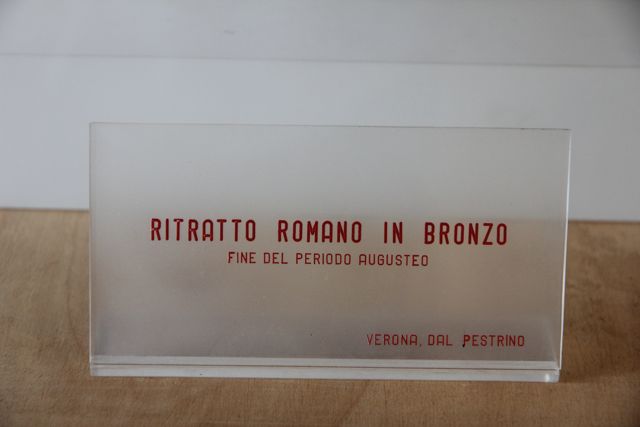 RITRATTO ROMANO IN BRONZO
FINE DEL PERIODO AUGUSTEO
VERONA, DAL PESTRINO